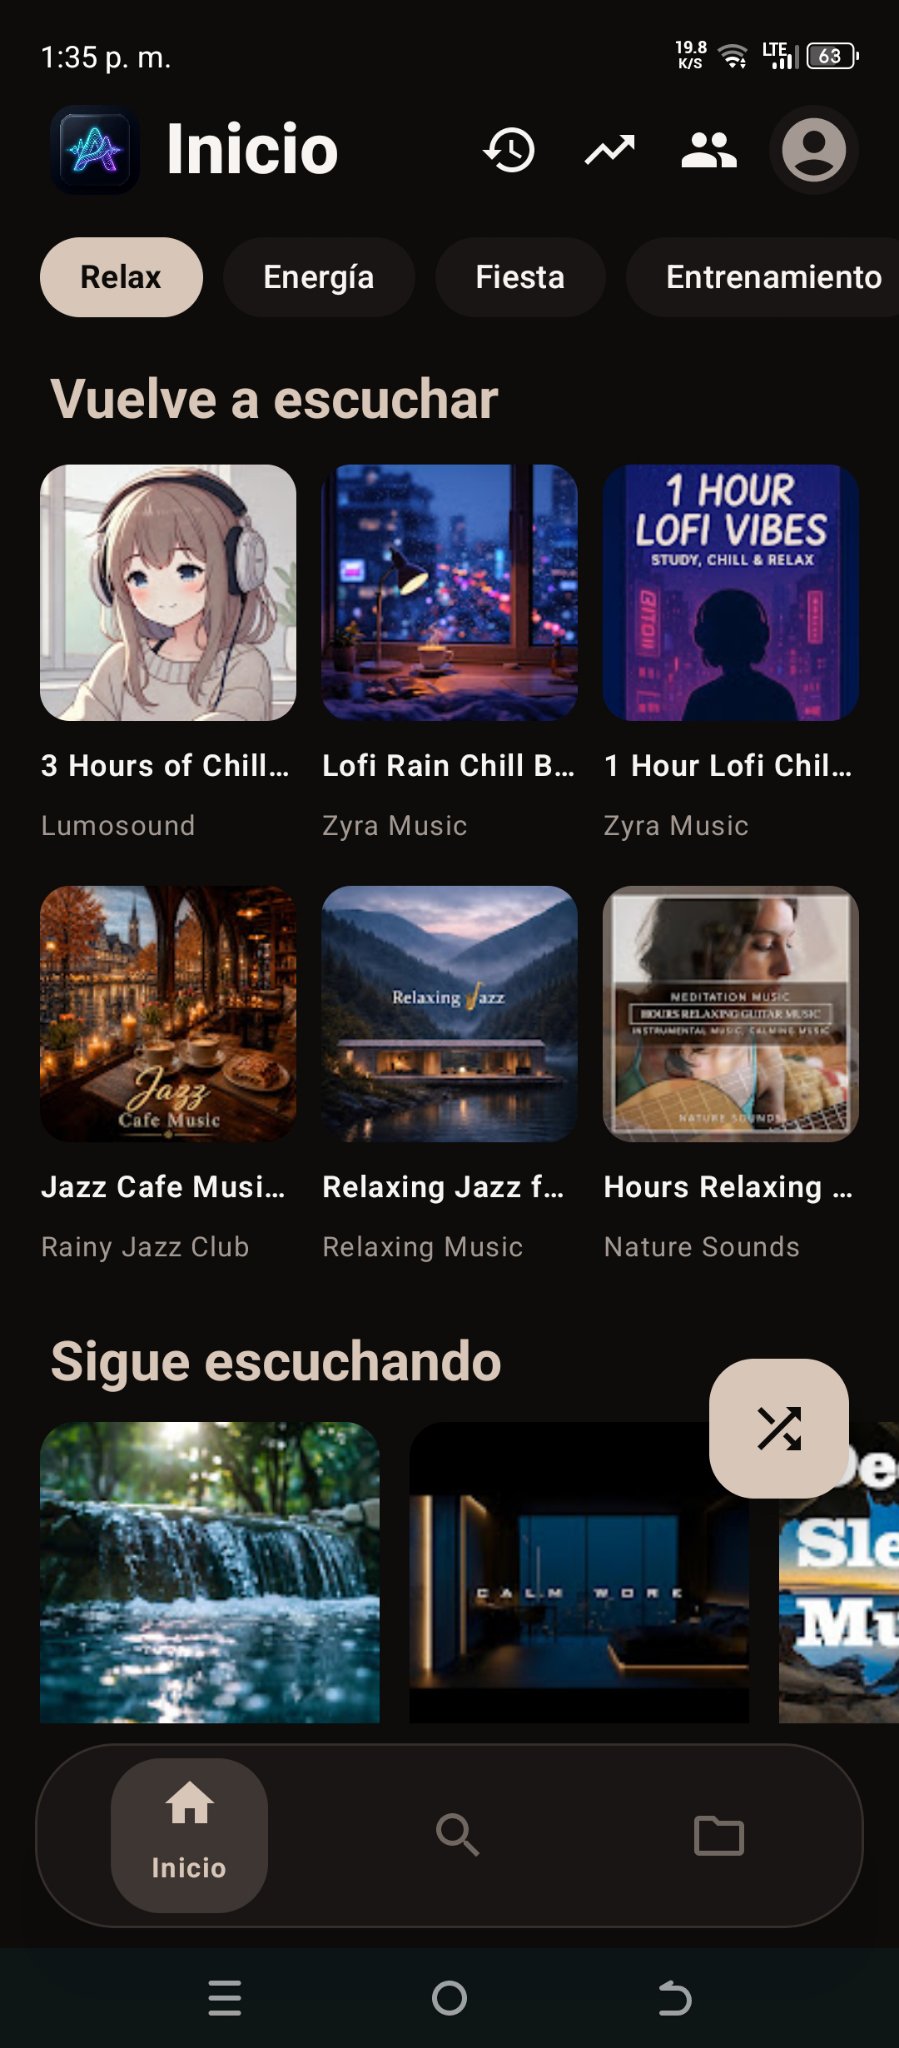 1:35 p. m.
19.8
K/S
LTE
63
Inicio
Relax
Energía
Fiesta
Entrenamiento
Vuelve a escuchar
1 HOUR
LOFI VIBES
STUDY, CHILL & RELAX
3 Hours of Chill...
Lofi Rain Chill B...
1 Hour Lofi Chil...
Lumosound
Zyra Music
Zyra Music
Jazz
Cafe Music
Relaxing Jazz
MEDITATION MUSIC
HOURS RELAXING GUITAR MUSIC
INSTRUMENTAL MUSIC, CALMING MUSIC
NATURE SOUNDS
Jazz Cafe Musi...
Relaxing Jazz f...
Hours Relaxing ...
Rainy Jazz Club
Relaxing Music
Nature Sounds
Sigue escuchando
CALM WORK
De
Sle
Mu
Inicio